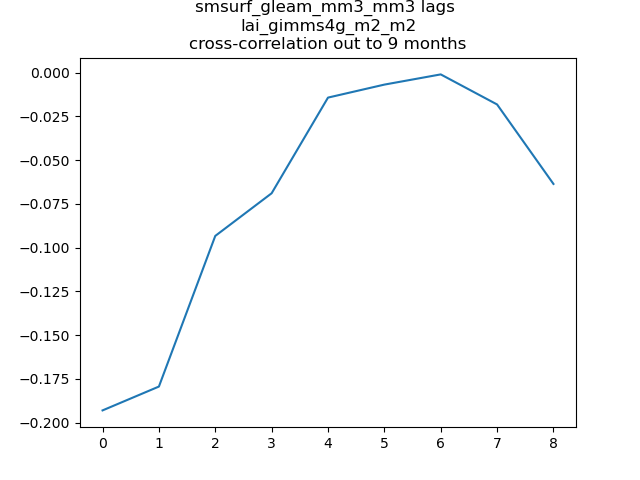 smsurf_gleam_mm3_mm3 lags
lai_gimms4g_m2_m2
cross-correlation out to 9 months
0.000
−0.025
−0.050
−0.075
−0.100
−0.125
−0.150
−0.175
−0.200
0 1 2 3 4 5 6 7 8